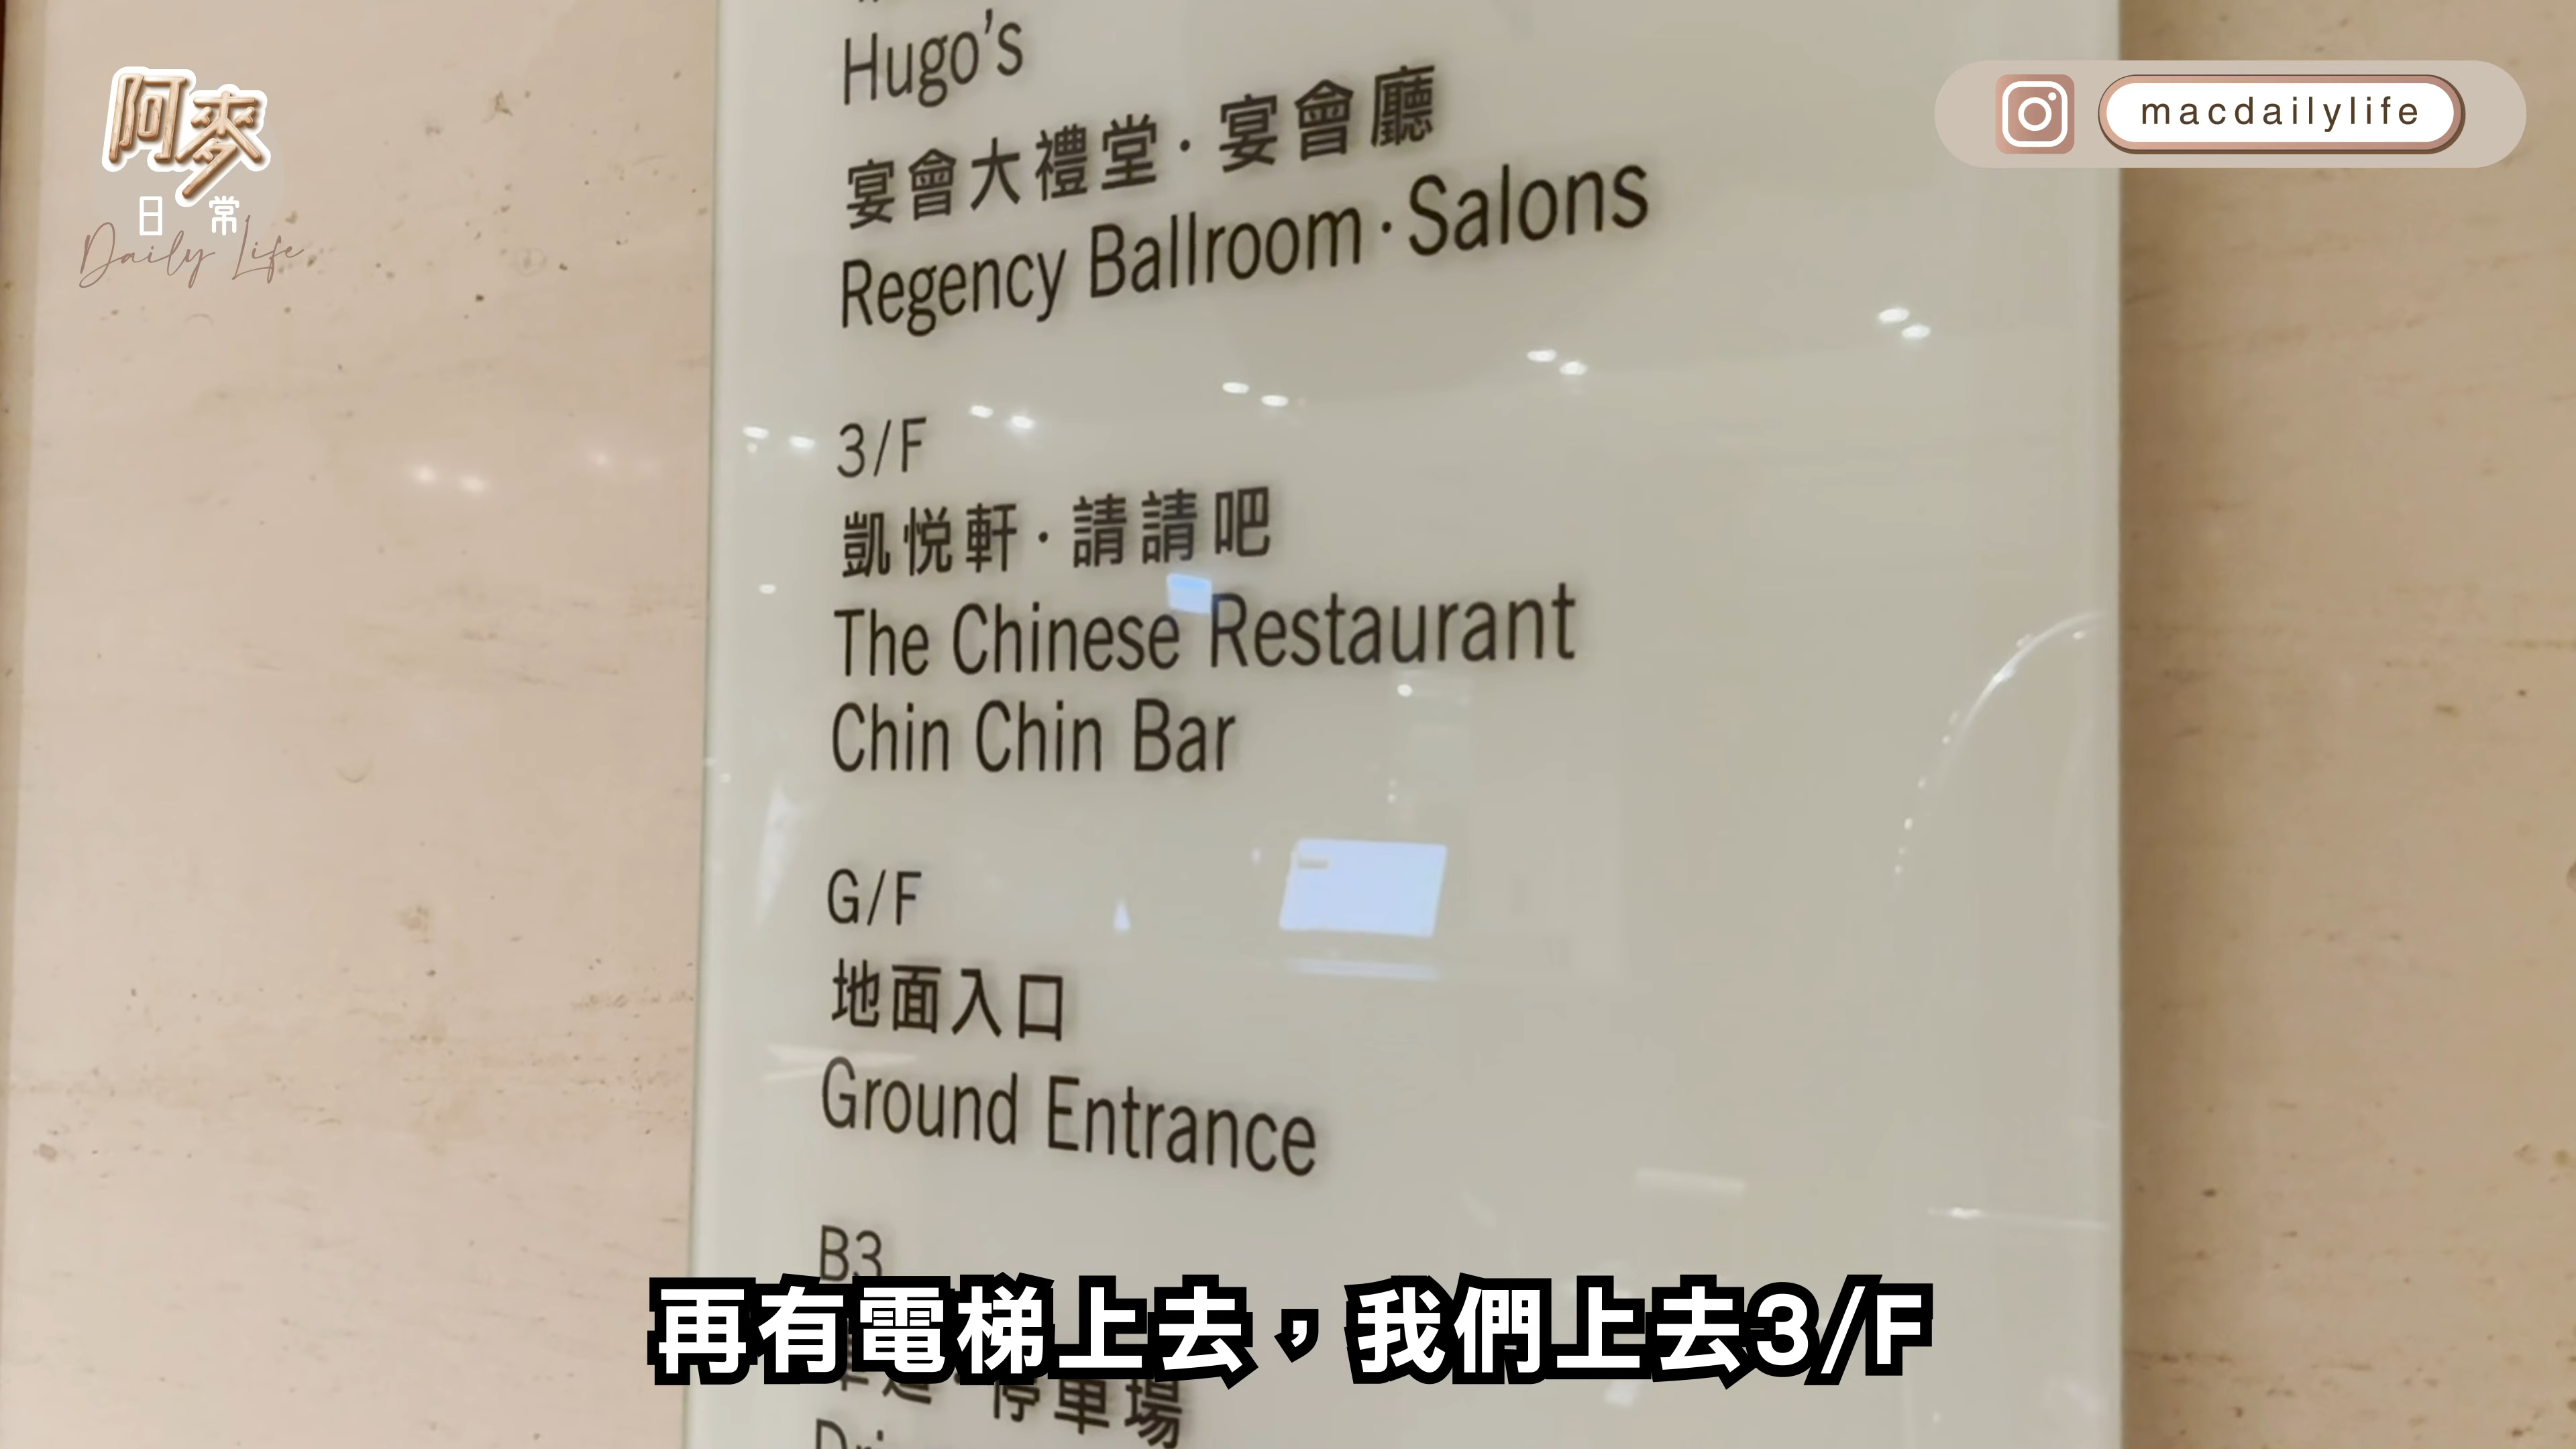 阿麥
日常
Daily Life
macdailylife
Hugo's
宴會大禮堂·宴會廳
Regency Ballroom·Salons
3/F
凱悅軒·請請吧
The Chinese Restaurant
Chin Chin Bar
G/F
地面入口
Ground Entrance
B3
再有電梯上去，我們上去3/F
停車場